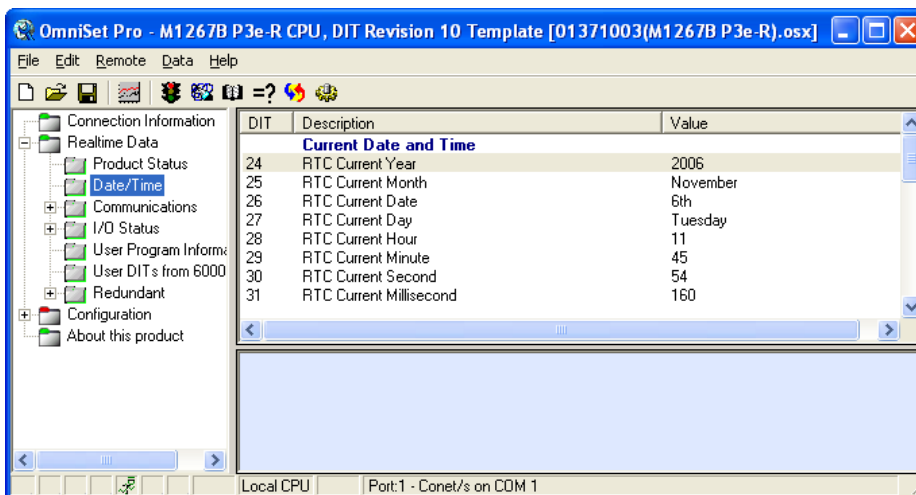 OmniSet Pro - M1267B P3e-R CPU, DIT Revision 10 Template [01371003(M1267B P3e-R).osx]
File Edit Remote Data Help
=?
Connection Information
Realtime Data
Product Status
Date/Time
Communications
I/O Status
User Program Informa
User DITs from 6000
Redundant
Configuration
About this product
DIT Description Value
Current Date and Time
24 RTC Current Year 2006
25 RTC Current Month November
26 RTC Current Date 6th
27 RTC Current Day Tuesday
28 RTC Current Hour 11
29 RTC Current Minute 45
30 RTC Current Second 54
31 RTC Current Millisecond 160
Local CPU Port:1 - Conet/s on COM 1